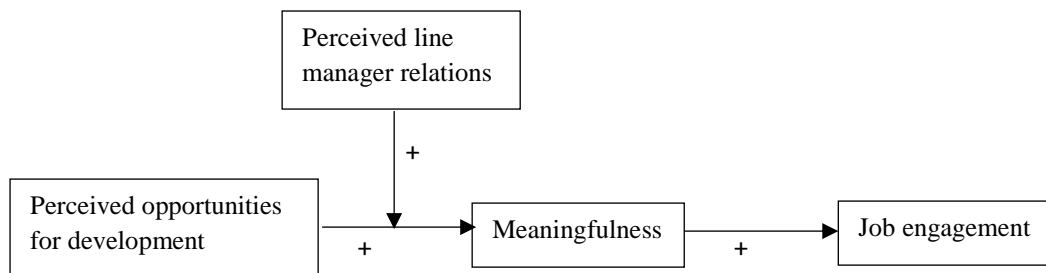 Perceived line
manager relations
+
Perceived opportunities
for development
+
Meaningfulness
+
Job engagement